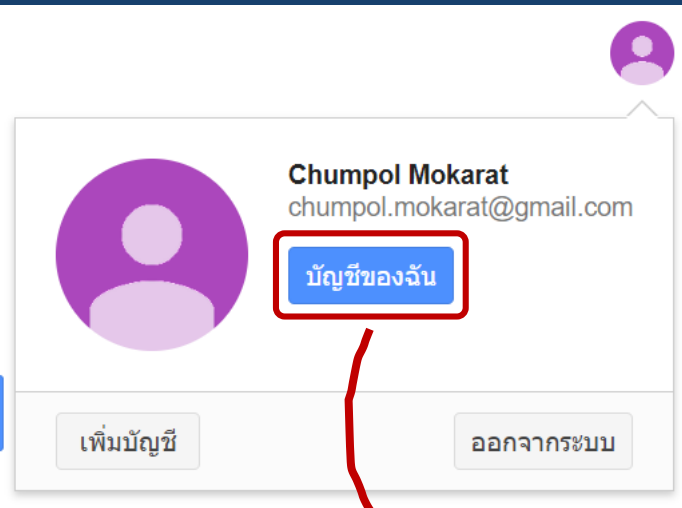 Chumpol Mokarat
chumpol.mokarat@gmail.com
บัญชีของฉัน
เพิ่มบัญชี
ออกจากระบบ